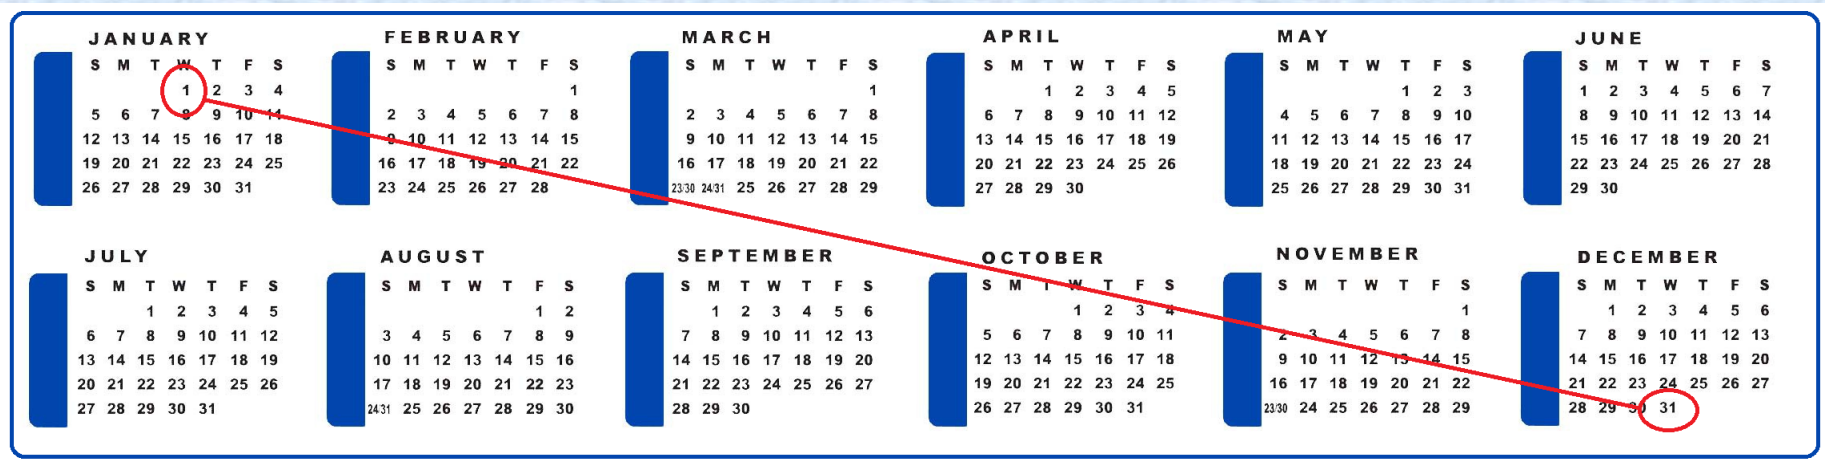 JANUARY
S M T W T F S
1 2 3 4
5 6 7 8 9 10 11
12 13 14 15 16 17 18
19 20 21 22 23 24 25
26 27 28 29 30 31
FEBRUARY
S M T W T F S
1
2 3 4 5 6 7 8
9 10 11 12 13 14 15
16 17 18 19 20 21 22
23 24 25 26 27 28
MARCH
S M T W T F S
1
2 3 4 5 6 7 8
9 10 11 12 13 14 15
16 17 18 19 20 21 22
23/30 24/31 25 26 27 28 29
APRIL
S M T W T F S
1 2 3 4 5
6 7 8 9 10 11 12
13 14 15 16 17 18 19
20 21 22 23 24 25 26
27 28 29 30
MAY
S M T W T F S
1 2 3
4 5 6 7 8 9 10
11 12 13 14 15 16 17
18 19 20 21 22 23 24
25 26 27 28 29 30 31
JUNE
S M T W T F S
1 2 3 4 5 6 7
8 9 10 11 12 13 14
15 16 17 18 19 20 21
22 23 24 25 26 27 28
29 30
JULY
S M T W T F S
1 2 3 4 5
6 7 8 9 10 11 12
13 14 15 16 17 18 19
20 21 22 23 24 25 26
27 28 29 30 31
AUGUST
S M T W T F S
1 2
3 4 5 6 7 8 9
10 11 12 13 14 15 16
17 18 19 20 21 22 23
24/31 25 26 27 28 29 30
SEPTEMBER
S M T W T F S
1 2 3 4 5 6
7 8 9 10 11 12 13
14 15 16 17 18 19 20
21 22 23 24 25 26 27
28 29 30
OCTOBER
S M T W T F S
1 2 3 4
5 6 7 8 9 10 11
12 13 14 15 16 17 18
19 20 21 22 23 24 25
26 27 28 29 30 31
NOVEMBER
S M T W T F S
1
2 3 4 5 6 7 8
9 10 11 12 13 14 15
16 17 18 19 20 21 22
23/30 24 25 26 27 28 29
DECEMBER
S M T W T F S
1 2 3 4 5 6
7 8 9 10 11 12 13
14 15 16 17 18 19 20
21 22 23 24 25 26 27
28 29 30 31